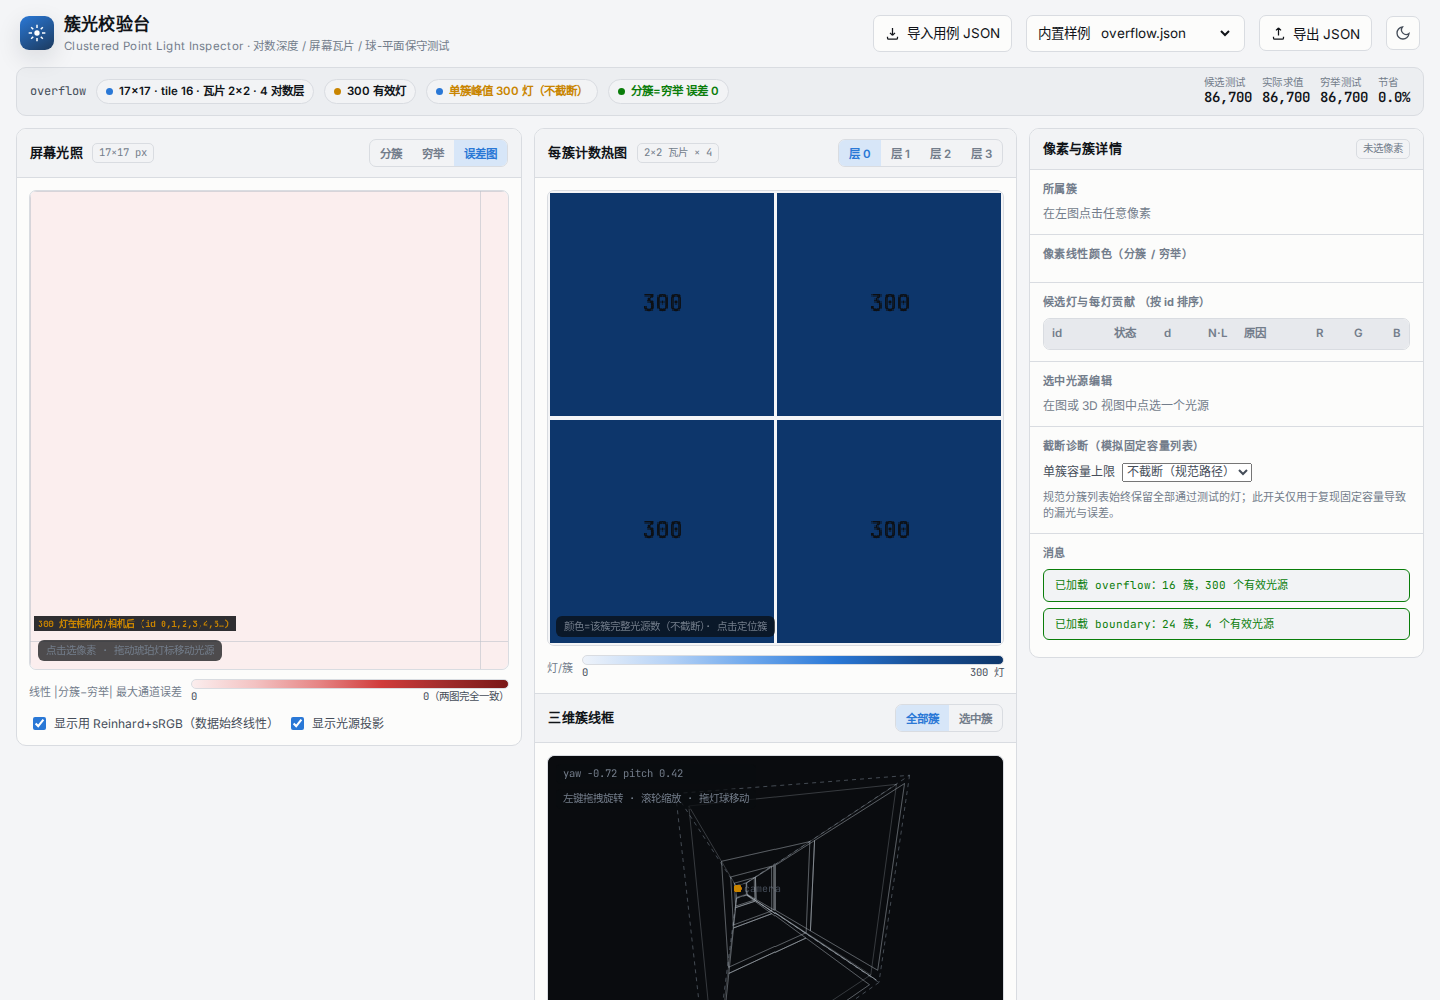 簇光校验台
Clustered Point Light Inspector · 对数深度 / 屏幕瓦片 / 球-平面保守测试
导入用例 JSON
内置样例 overflow.json
导出 JSON
overflow
17×17 · tile 16 · 瓦片 2×2 · 4 对数层
300 有效灯
单簇峰值 300 灯（不截断）
分簇=穷举 误差 0
候选测试 实际求值 穷举测试 节省
86,700 86,700 86,700 0.0%
屏幕光照
17×17 px
分簇 穷举 误差图
300 灯在相机内/相机后 (id 0,1,2,3,4,5…)
点击选像素 · 拖动琥珀灯标移动光源
线性 |分簇−穷举| 最大通道误差
0 0（两图完全一致）
显示用 Reinhard+sRGB（数据始终线性）
显示光源投影
每簇计数热图
2×2 瓦片 × 4
层 0 层 1 层 2 层 3
300 300
300 300
颜色=该簇完整光源数（不截断）· 点击定位簇
灯/簇
0 300 灯
三维簇线框
全部簇 选中簇
yaw -0.72 pitch 0.42
左键拖拽旋转 · 滚轮缩放 · 拖灯球移动
camera
像素与簇详情
未选像素
所属簇
在左图点击任意像素
像素线性颜色（分簇 / 穷举）
候选灯与每灯贡献 （按 id 排序）
id 状态 d N·L 原因 R G B
选中光源编辑
在图或 3D 视图中点选一个光源
截断诊断（模拟固定容量列表）
单簇容量上限 不截断（规范路径）
规范分簇列表始终保留全部通过测试的灯；此开关仅用于复现固定容量导致
的漏光与误差。
消息
已加载 overflow：16 簇，300 个有效光源
已加载 boundary：24 簇，4 个有效光源